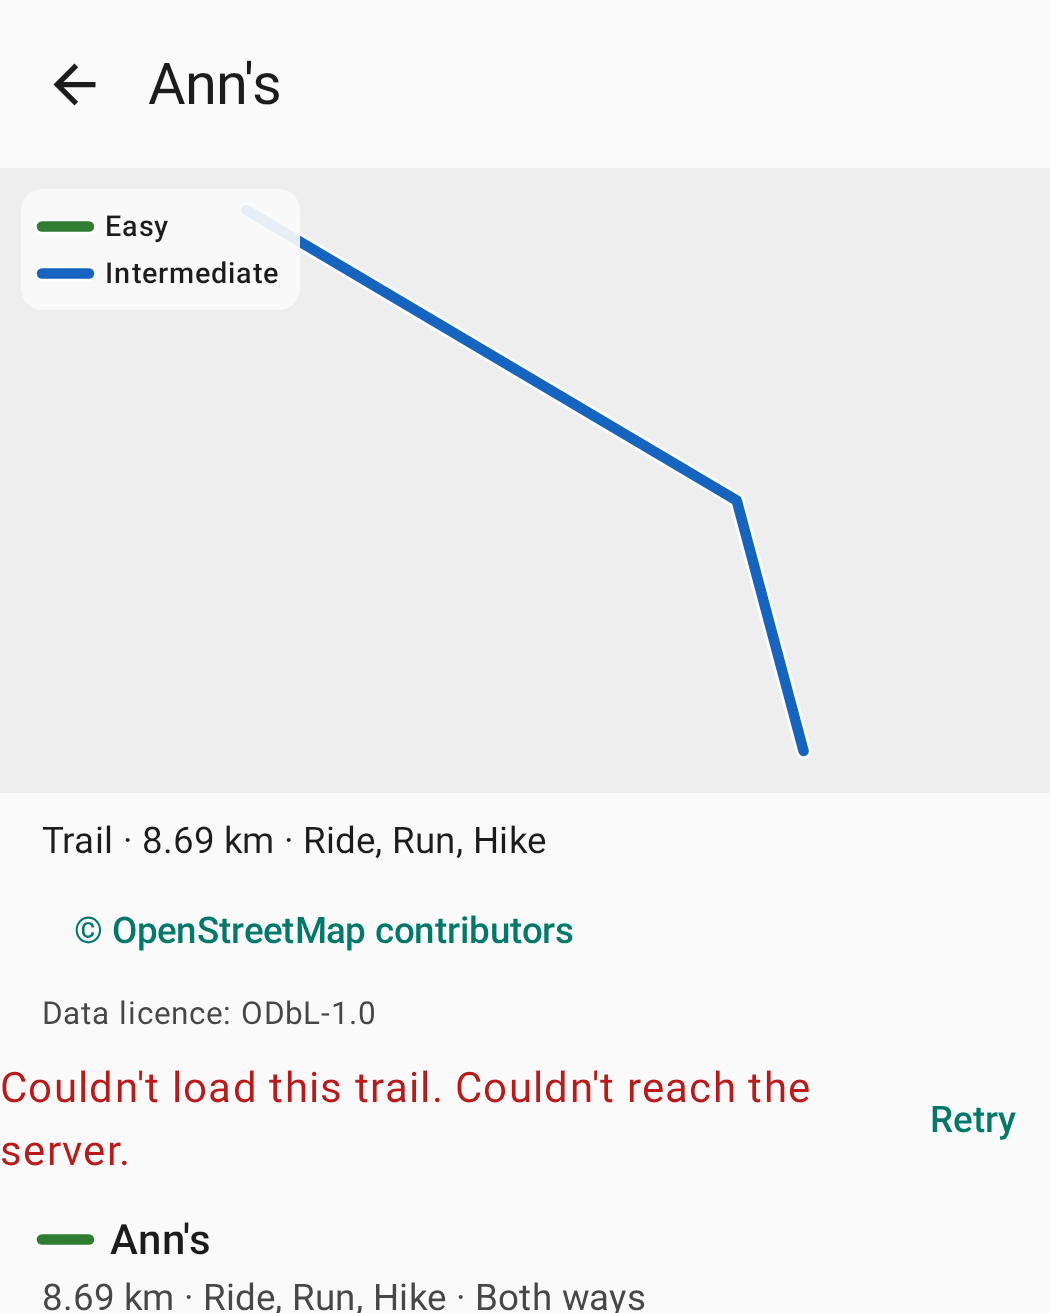 Ann's
Easy
Intermediate
Trail · 8.69 km · Ride, Run, Hike
© OpenStreetMap contributors
Data licence: ODbL-1.0
Couldn't load this trail. Couldn't reach the
server.
Retry
Ann's
8.69 km · Ride, Run, Hike · Both ways